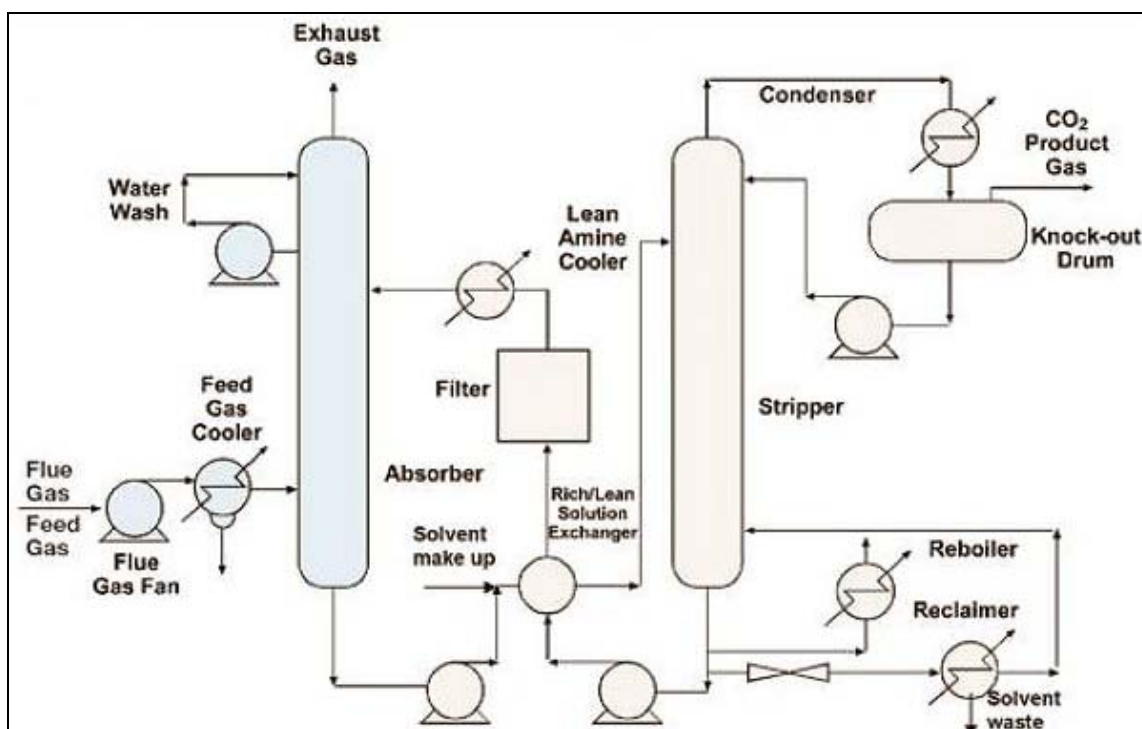 Exhaust
Gas
Condenser
CO₂
Product
Gas
Water
Wash
Lean
Amine
Cooler
Knock-out
Drum
Feed
Gas
Cooler
Filter
Stripper
Flue
Gas
Feed
Gas
Absorber
Rich/Lean
Solution
Exchanger
Solvent
make up
Flue
Gas Fan
Reboiler
Reclaimer
Solvent
waste